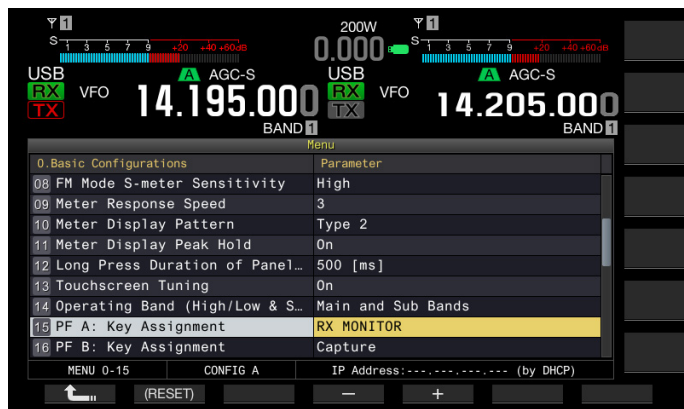 1 200W 1
S 1 3 5 7 9 +20 +40 +60dB 0.000 S 1 3 5 7 9 +20 +40 +60dB
USB A AGC-S USB A AGC-S
RX VFO 14.195.000 RX VFO 14.205.000
TX TX
BAND 1 BAND 1
Menu
0.Basic Configurations Parameter
08 FM Mode S-meter Sensitivity High
09 Meter Response Speed 3
10 Meter Display Pattern Type 2
11 Meter Display Peak Hold On
12 Long Press Duration of Panel… 500 [ms]
13 Touchscreen Tuning On
14 Operating Band (High/Low & S… Main and Sub Bands
15 PF A: Key Assignment RX MONITOR
16 PF B: Key Assignment Capture
MENU 0-15 CONFIG A IP Address:---.---.---.--- (by DHCP)
(RESET) − +